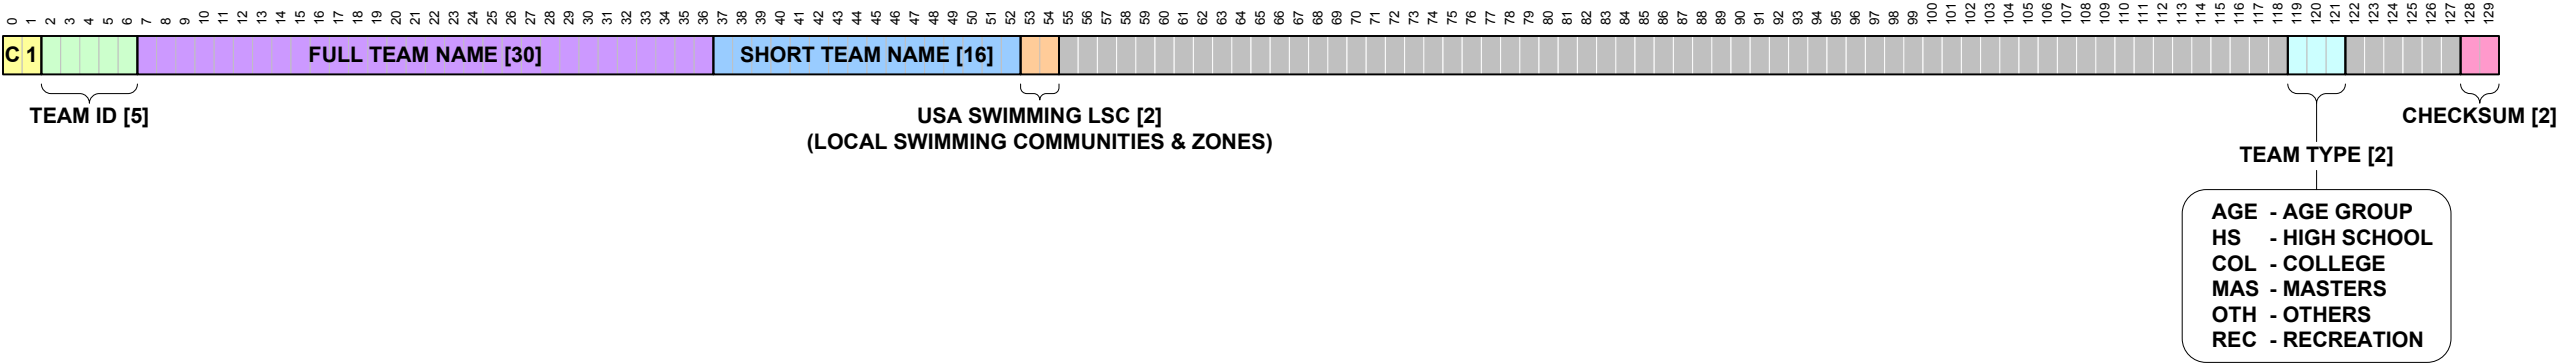 0 1 2 3 4 5 6 7 8 9 10 11 12 13 14 15 16 17 18 19 20 21 22 23 24 25 26 27 28 29 30 31 32 33 34 35 36 37 38 39 40 41 42 43 44 45 46 47 48 49 50 51 52 53 54 55 56 57 58 59 60 61 62 63 64 65 66 67 68 69 70 71 72 73 74 75 76 77 78 79 80 81 82 83 84 85 86 87 88 89 90 91 92 93 94 95 96 97 98 99 100 101 102 103 104 105 106 107 108 109 110 111 112 113 114 115 116 117 118 119 120 121 122 123 124 125 126 127 128 129
C 1 FULL TEAM NAME [30] SHORT TEAM NAME [16]
TEAM ID [5] USA SWIMMING LSC [2] CHECKSUM [2]
(LOCAL SWIMMING COMMUNITIES & ZONES)
TEAM TYPE [2]
AGE - AGE GROUP
HS - HIGH SCHOOL
COL - COLLEGE
MAS - MASTERS
OTH - OTHERS
REC - RECREATION